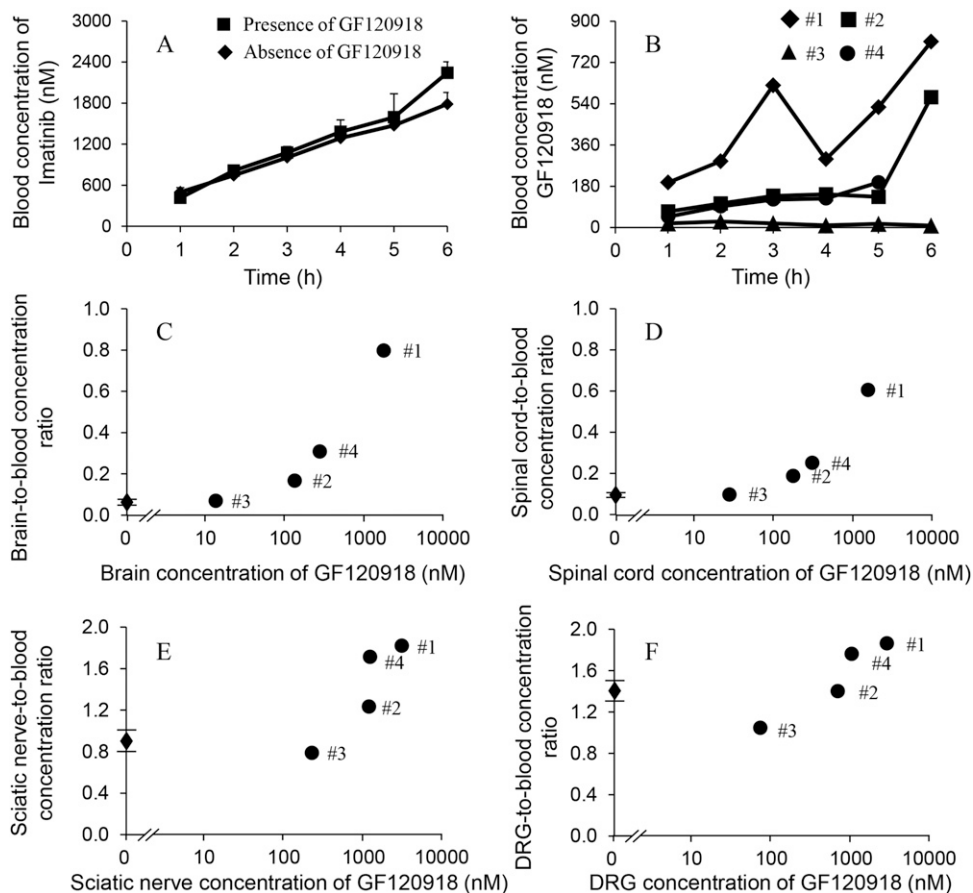 A
Presence of GF120918
Absence of GF120918
Blood concentration of
Imatinib (nM)
3000
2400
1800
1200
600
0
0 1 2 3 4 5 6
Time (h)
B
#1 #2
#3 #4
Blood concentration of
GF120918 (nM)
900
720
540
360
180
0
0 1 2 3 4 5 6
Time (h)
C
Brain-to-blood concentration
ratio
1.0
0.8
0.6
0.4
0.2
0.0
#1
#4
#2
#3
0 10 100 1000 10000
Brain concentration of GF120918 (nM)
D
Spinal cord-to-blood
concentration ratio
1.0
0.8
0.6
0.4
0.2
0.0
#1
#4
#2
#3
0 10 100 1000 10000
Spinal cord concentration of GF120918 (nM)
E
Sciatic nerve-to-blood
concentration ratio
2.0
1.6
1.2
0.8
0.4
0.0
#1
#4
#2
#3
0 10 100 1000 10000
Sciatic nerve concentration of GF120918 (nM)
F
DRG-to-blood concentration
ratio
2.0
1.6
1.2
0.8
0.4
0.0
#1
#4
#2
#3
0 10 100 1000 10000
DRG concentration of GF120918 (nM)